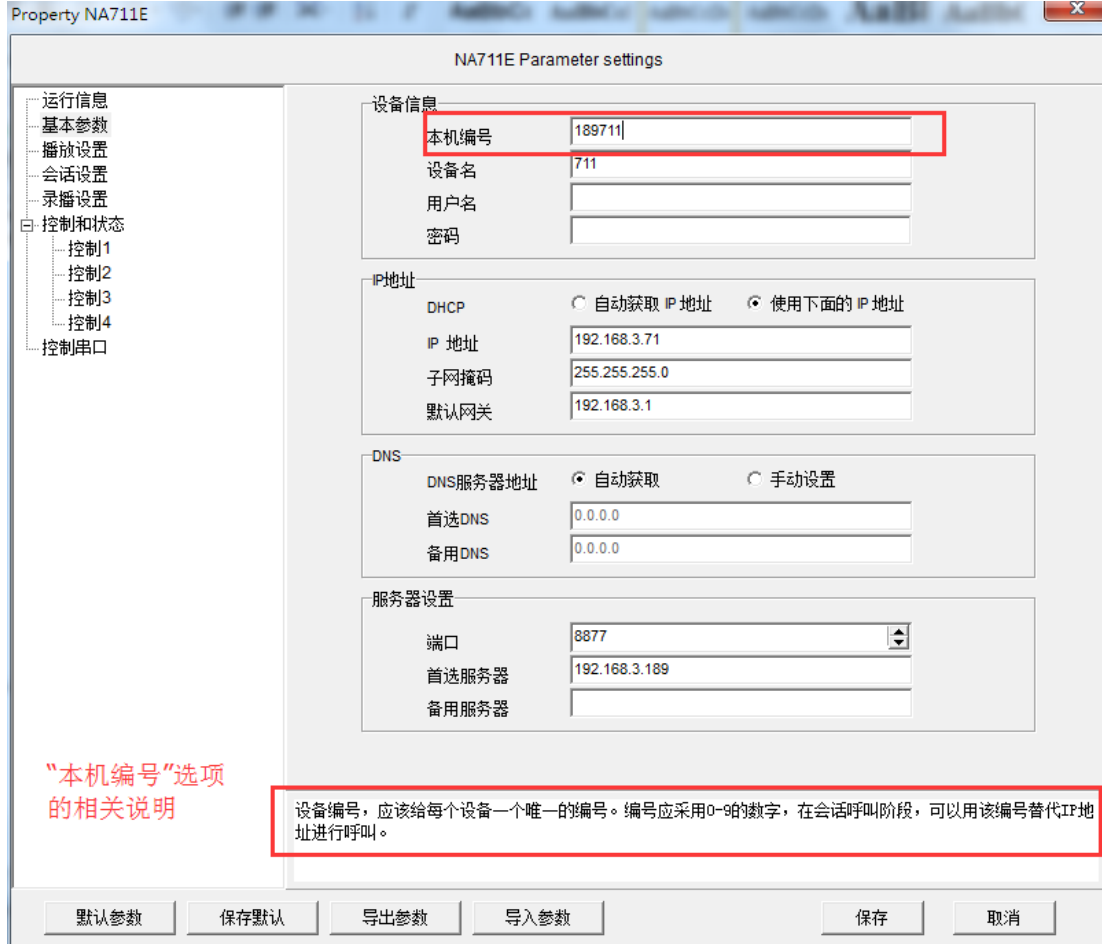 Property NA711E
NA711E Parameter settings
运行信息
基本参数
播放设置
会话设置
录播设置
控制和状态
控制1
控制2
控制3
控制4
控制串口
设备信息
本机编号 189711
设备名 711
用户名
密码
IP地址
DHCP 自动获取 IP 地址 使用下面的 IP 地址
IP 地址 192.168.3.71
子网掩码 255.255.255.0
默认网关 192.168.3.1
DNS
DNS服务器地址 自动获取 手动设置
首选DNS 0.0.0.0
备用DNS 0.0.0.0
服务器设置
端口 8877
首选服务器 192.168.3.189
备用服务器
“本机编号”选项
的相关说明
设备编号，应该给每个设备一个唯一的编号。编号应采用0-9的数字，在会话呼叫阶段，可以用该编号替代IP地
址进行呼叫。
默认参数 保存默认 导出参数 导入参数 保存 取消